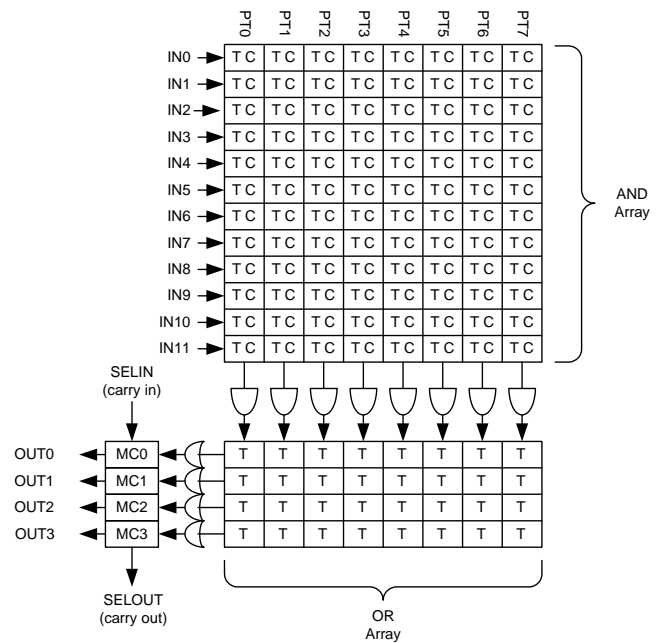 PT0 PT1 PT2 PT3 PT4 PT5 PT6 PT7
IN0 T C T C T C T C T C T C T C T C
IN1 T C T C T C T C T C T C T C T C
IN2 T C T C T C T C T C T C T C T C
IN3 T C T C T C T C T C T C T C T C
IN4 T C T C T C T C T C T C T C T C
IN5 T C T C T C T C T C T C T C T C
IN6 T C T C T C T C T C T C T C T C
IN7 T C T C T C T C T C T C T C T C
IN8 T C T C T C T C T C T C T C T C
IN9 T C T C T C T C T C T C T C T C
IN10 T C T C T C T C T C T C T C T C
IN11 T C T C T C T C T C T C T C T C
AND
Array
SELIN
(carry in)
OUT0 MC0 T T T T T T T T
OUT1 MC1 T T T T T T T T
OUT2 MC2 T T T T T T T T
OUT3 MC3 T T T T T T T T
SELOUT
(carry out)
OR
Array